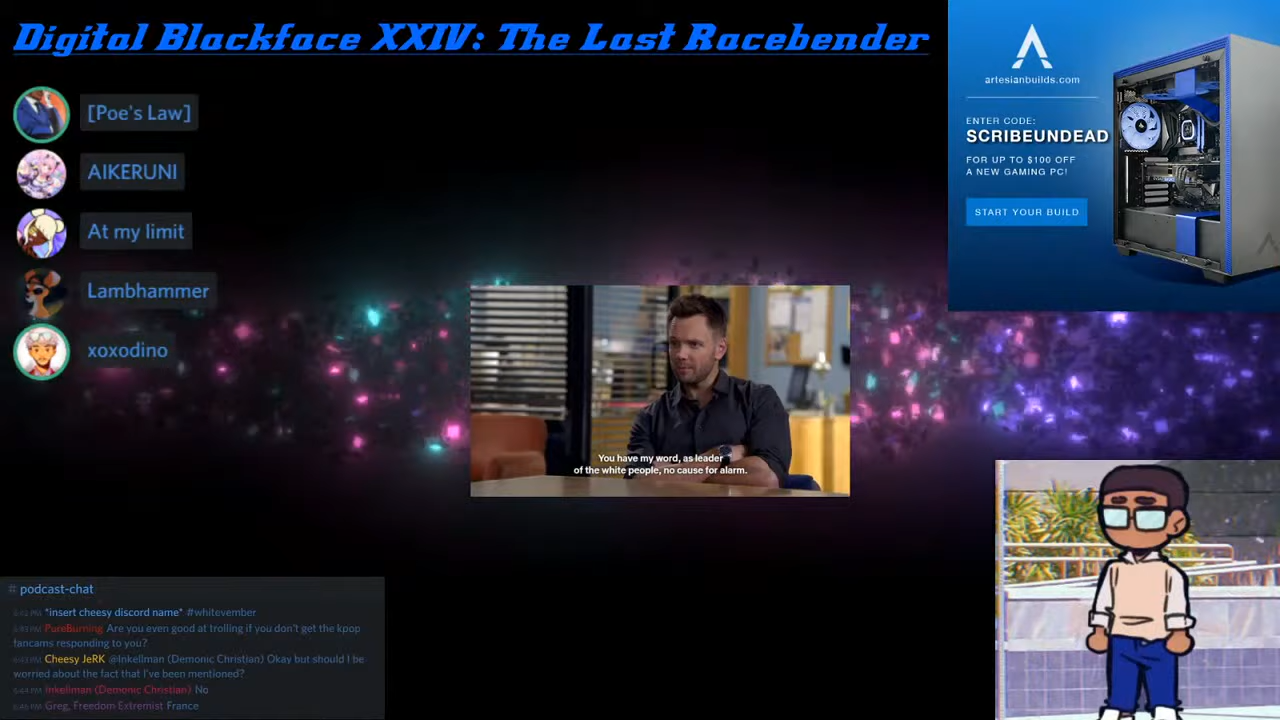 Digital Blackface XXIV: The Last Racebender
artesianbuilds.com
ENTER CODE:
SCRIBEUNDEAD
FOR UP TO $100 OFF
A NEW GAMING PC!
START YOUR BUILD
[Poe's Law]
AIKERUNI
At my limit
Lambhammer
xoxodino
You have my word, as leader
of the white people, no cause for alarm.
# podcast-chat
*insert cheesy discord name* #whitevember
PureBurning Are you even good at trolling if you don't get the kpop
fancams responding to you?
Cheesy JeRK @Inkellman (Demonic Christian) Okay but should I be
worried about the fact that I've been mentioned?
Inkellman (Demonic Christian) No
Greg, Freedom Extremist France